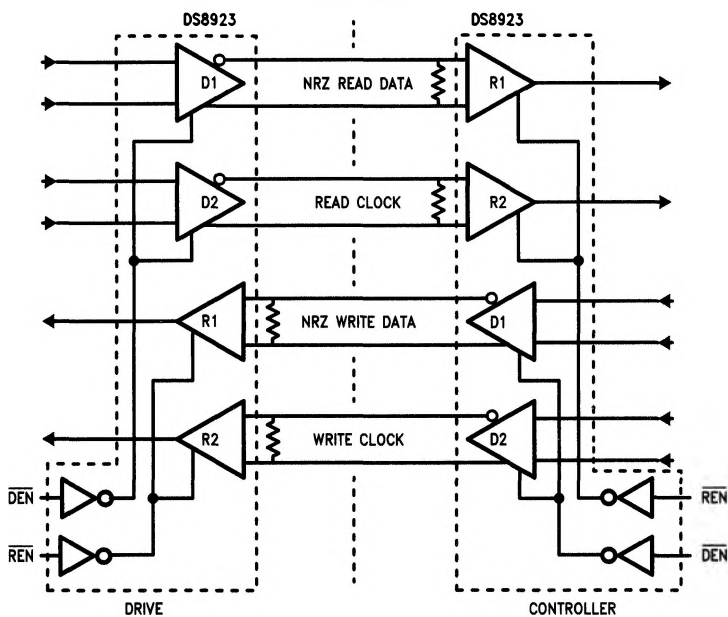 DS8923 DS8923
D1 NRZ READ DATA R1
D2 READ CLOCK R2
R1 NRZ WRITE DATA D1
R2 WRITE CLOCK D2
DEN REN
REN DEN
DRIVE CONTROLLER